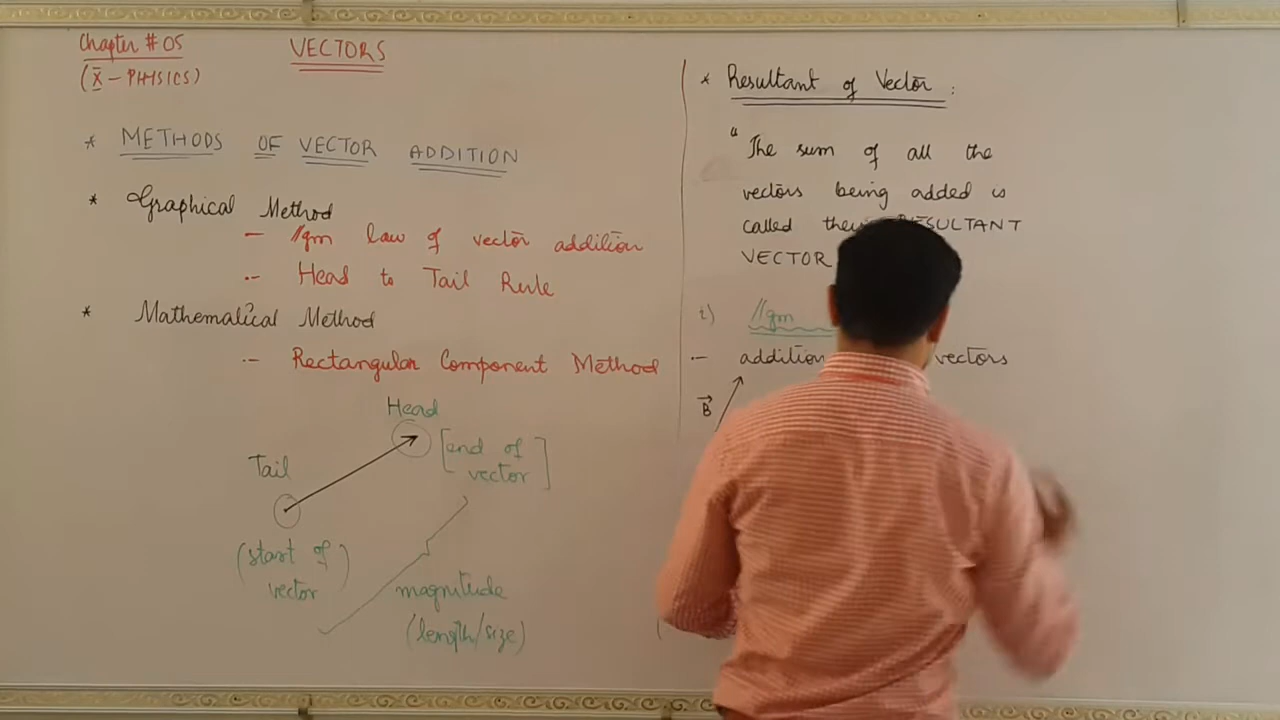 Chapter # 05
VECTORS
(X - PHYSICS)
* METHODS OF VECTOR ADDITION
* Graphical Method
- //gm law of vector addition
- Head to Tail Rule
* Mathematical Method
- Rectangular Component Method
Head
[end of vector]
Tail
(start of vector)
magnitude
(length/size)
* Resultant of Vector :
"The sum of all the
vectors being added is
called RESULTANT
VECTOR
i) //gm
- addition vectors
B